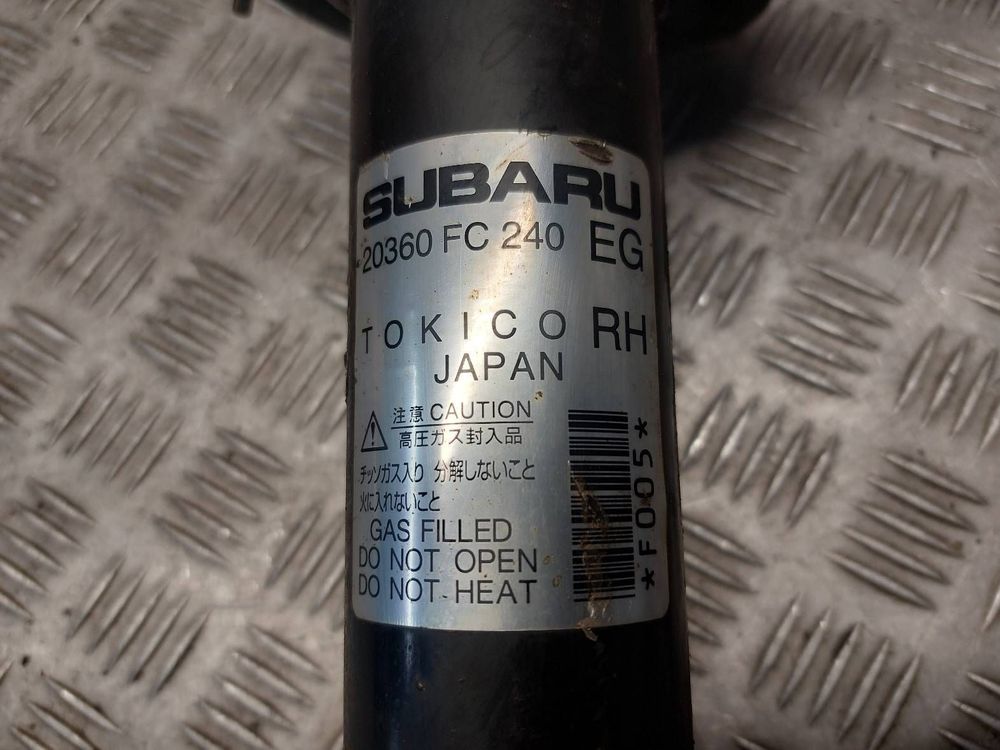 SUBARU
20360 FC 240 EG
TOKICO RH
JAPAN
注意 CAUTION
高圧ガス封入品
チッソガス入り 分解しないこと
火に入れないこと
GAS FILLED
DO NOT OPEN
DO NOT HEAT
*F005*